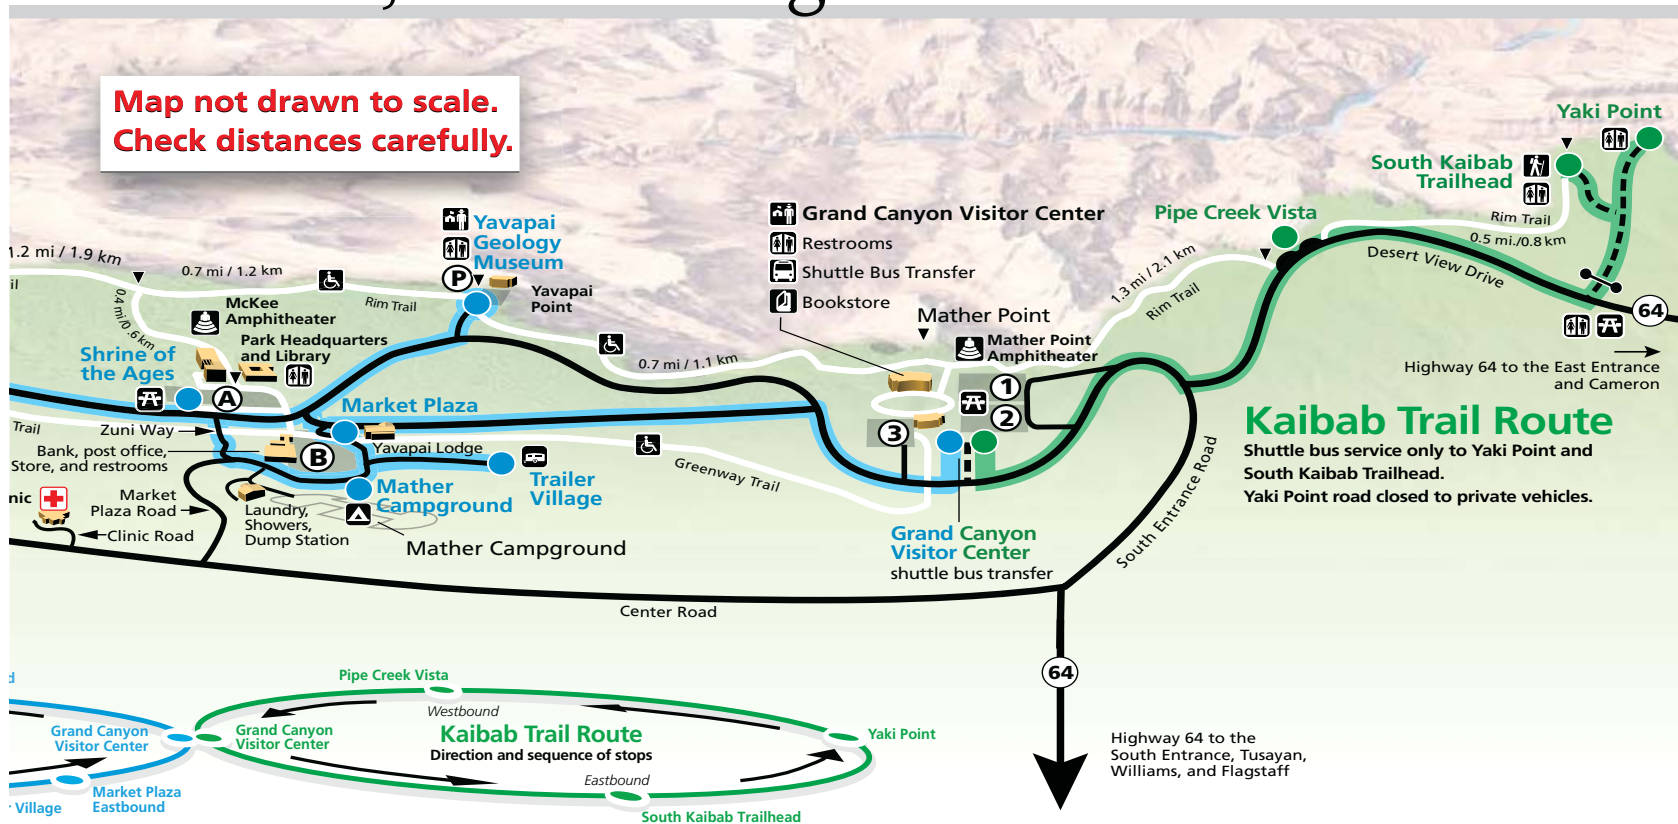 Map not drawn to scale.
Check distances carefully.
Yaki Point
South Kaibab
Trailhead
Rim Trail
0.5 mi./0.8 km
Pipe Creek Vista
Desert View Drive
64
Highway 64 to the East Entrance
and Cameron
Grand Canyon Visitor Center
Restrooms
Shuttle Bus Transfer
Bookstore
Yavapai
Geology
Museum
P
Yavapai
Point
1.2 mi / 1.9 km
0.7 mi / 1.2 km
Rim Trail
0.4 mi/0.6 km
McKee
Amphitheater
Park Headquarters
and Library
Shrine of
the Ages
A
0.7 mi / 1.1 km
Mather Point
Mather Point
Amphitheater
1.3 mi / 2.1 km
Rim Trail
1
2
3
Market Plaza
Yavapai Lodge
Trail
Zuni Way
Bank, post office,
Store, and restrooms
B
Greenway Trail
Trailer
Village
Mather
Campground
nic
Market
Plaza Road
Clinic Road
Laundry,
Showers,
Dump Station
Mather Campground
Grand Canyon
Visitor Center
shuttle bus transfer
South Entrance Road
Kaibab Trail Route
Shuttle bus service only to Yaki Point and
South Kaibab Trailhead.
Yaki Point road closed to private vehicles.
Center Road
64
Highway 64 to the
South Entrance, Tusayan,
Williams, and Flagstaff
Pipe Creek Vista
Westbound
Kaibab Trail Route
Direction and sequence of stops
Eastbound
Grand Canyon
Visitor Center
Grand Canyon
Visitor Center
Yaki Point
South Kaibab Trailhead
Market Plaza
Eastbound
Village